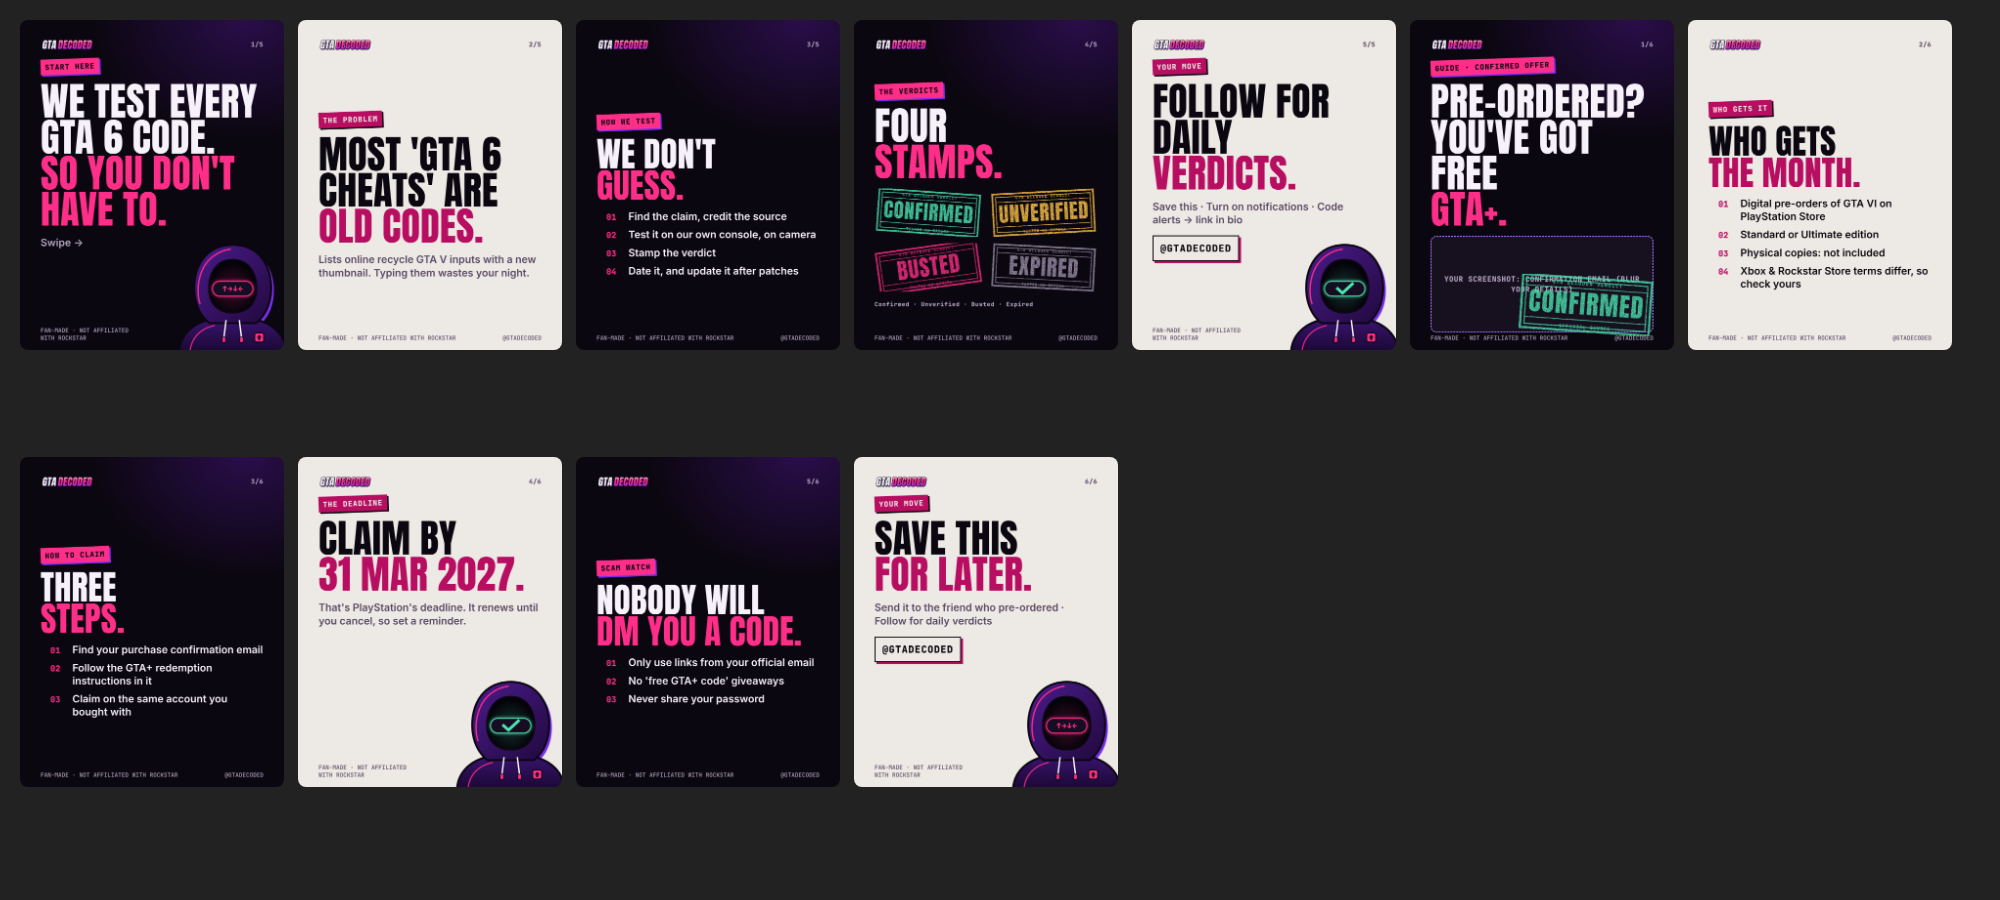 GTA DECODED
1/5
START HERE
WE TEST EVERY
GTA 6 CODE.
SO YOU DON'T
HAVE TO.
Swipe →
↑→↓←
FAN-MADE · NOT AFFILIATED
WITH ROCKSTAR
GTA DECODED
2/5
THE PROBLEM
MOST 'GTA 6
CHEATS' ARE
OLD CODES.
Lists online recycle GTA V inputs with a new
thumbnail. Typing them wastes your night.
FAN-MADE · NOT AFFILIATED WITH ROCKSTAR
@GTADECODED
GTA DECODED
3/5
HOW WE TEST
WE DON'T
GUESS.
01 Find the claim, credit the source
02 Test it on our own console, on camera
03 Stamp the verdict
04 Date it, and update it after patches
FAN-MADE · NOT AFFILIATED WITH ROCKSTAR
@GTADECODED
GTA DECODED
4/5
THE VERDICTS
FOUR
STAMPS.
CONFIRMED
UNVERIFIED
BUSTED
EXPIRED
Confirmed · Unverified · Busted · Expired
FAN-MADE · NOT AFFILIATED WITH ROCKSTAR
@GTADECODED
GTA DECODED
5/5
YOUR MOVE
FOLLOW FOR
DAILY
VERDICTS.
Save this · Turn on notifications · Code
alerts → link in bio
@GTADECODED
FAN-MADE · NOT AFFILIATED
WITH ROCKSTAR
GTA DECODED
1/6
GUIDE · CONFIRMED OFFER
PRE-ORDERED?
YOU'VE GOT
FREE
GTA+.
YOUR SCREENSHOT: CONFIRMATION EMAIL (BLUR
YOUR DETAILS)
CONFIRMED
FAN-MADE · NOT AFFILIATED WITH ROCKSTAR
@GTADECODED
GTA DECODED
2/6
WHO GETS IT
WHO GETS
THE MONTH.
01 Digital pre-orders of GTA VI on
PlayStation Store
02 Standard or Ultimate edition
03 Physical copies: not included
04 Xbox & Rockstar Store terms differ, so
check yours
FAN-MADE · NOT AFFILIATED WITH ROCKSTAR
@GTADECODED
GTA DECODED
3/6
HOW TO CLAIM
THREE
STEPS.
01 Find your purchase confirmation email
02 Follow the GTA+ redemption
instructions in it
03 Claim on the same account you
bought with
FAN-MADE · NOT AFFILIATED WITH ROCKSTAR
@GTADECODED
GTA DECODED
4/6
THE DEADLINE
CLAIM BY
31 MAR 2027.
That's PlayStation's deadline. It renews until
you cancel, so set a reminder.
FAN-MADE · NOT AFFILIATED
WITH ROCKSTAR
GTA DECODED
5/6
SCAM WATCH
NOBODY WILL
DM YOU A CODE.
01 Only use links from your official email
02 No 'free GTA+ code' giveaways
03 Never share your password
FAN-MADE · NOT AFFILIATED WITH ROCKSTAR
@GTADECODED
GTA DECODED
6/6
YOUR MOVE
SAVE THIS
FOR LATER.
Send it to the friend who pre-ordered ·
Follow for daily verdicts
@GTADECODED
↑→↓←
FAN-MADE · NOT AFFILIATED
WITH ROCKSTAR